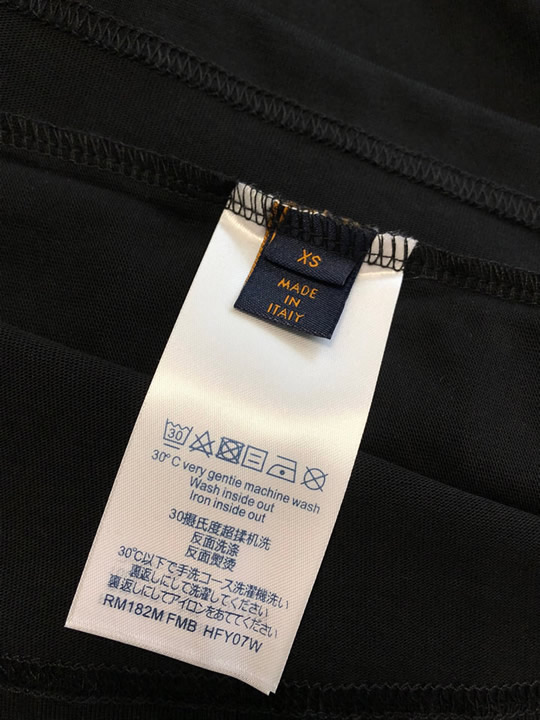 XS
MADE
IN
ITALY
30
30°C very gentle machine wash
Wash inside out
Iron inside out
30摄氏度超揉机洗
反面洗涤
反面熨烫
30℃以下で手洗コース洗濯機洗い
裏返しにして洗濯してください
裏返しにしてアイロンをあててください
RM182M FMB HFY07W